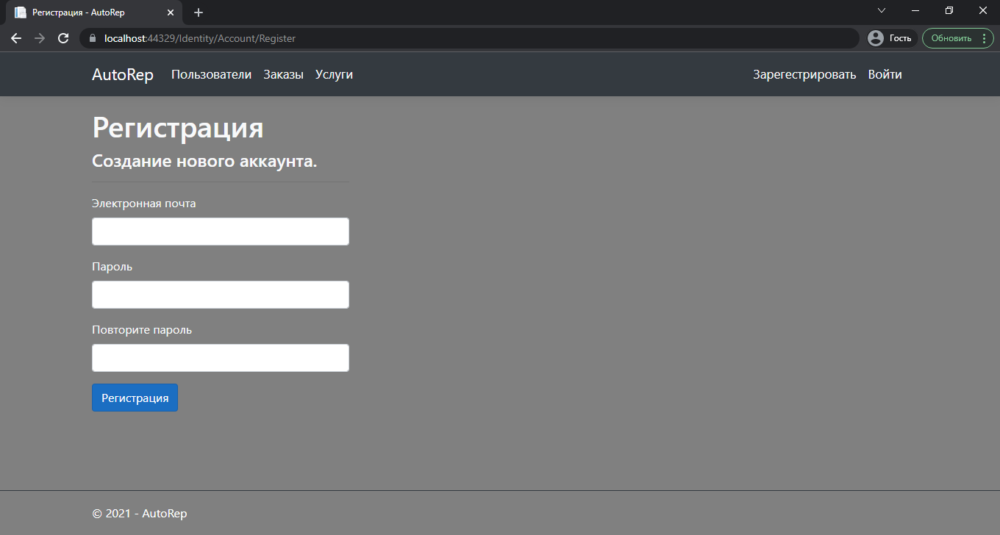 Регистрация - AutoRep
localhost:44329/Identity/Account/Register
Гость
Обновить
AutoRep Пользователи Заказы Услуги Зарегестрировать Войти
Регистрация
Создание нового аккаунта.
Электронная почта
Пароль
Повторите пароль
Регистрация
© 2021 - AutoRep